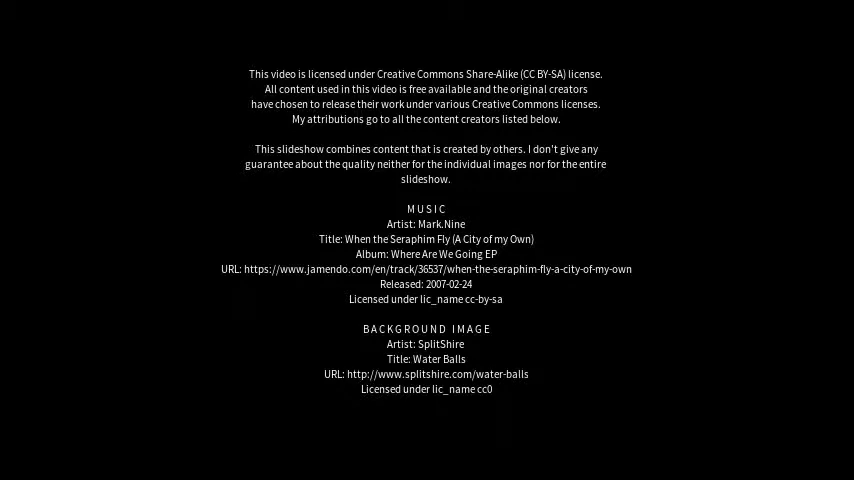 This video is licensed under Creative Commons Share-Alike (CC BY-SA) license.
All content used in this video is free available and the original creators
have chosen to release their work under various Creative Commons licenses.
My attributions go to all the content creators listed below.
This slideshow combines content that is created by others. I don't give any
guarantee about the quality neither for the individual images nor for the entire
slideshow.
MUSIC
Artist: Mark.Nine
Title: When the Seraphim Fly (A City of my Own)
Album: Where Are We Going EP
URL: https://www.jamendo.com/en/track/36537/when-the-seraphim-fly-a-city-of-my-own
Released: 2007-02-24
Licensed under lic_name cc-by-sa
BACKGROUND IMAGE
Artist: SplitShire
Title: Water Balls
URL: http://www.splitshire.com/water-balls
Licensed under lic_name cc0